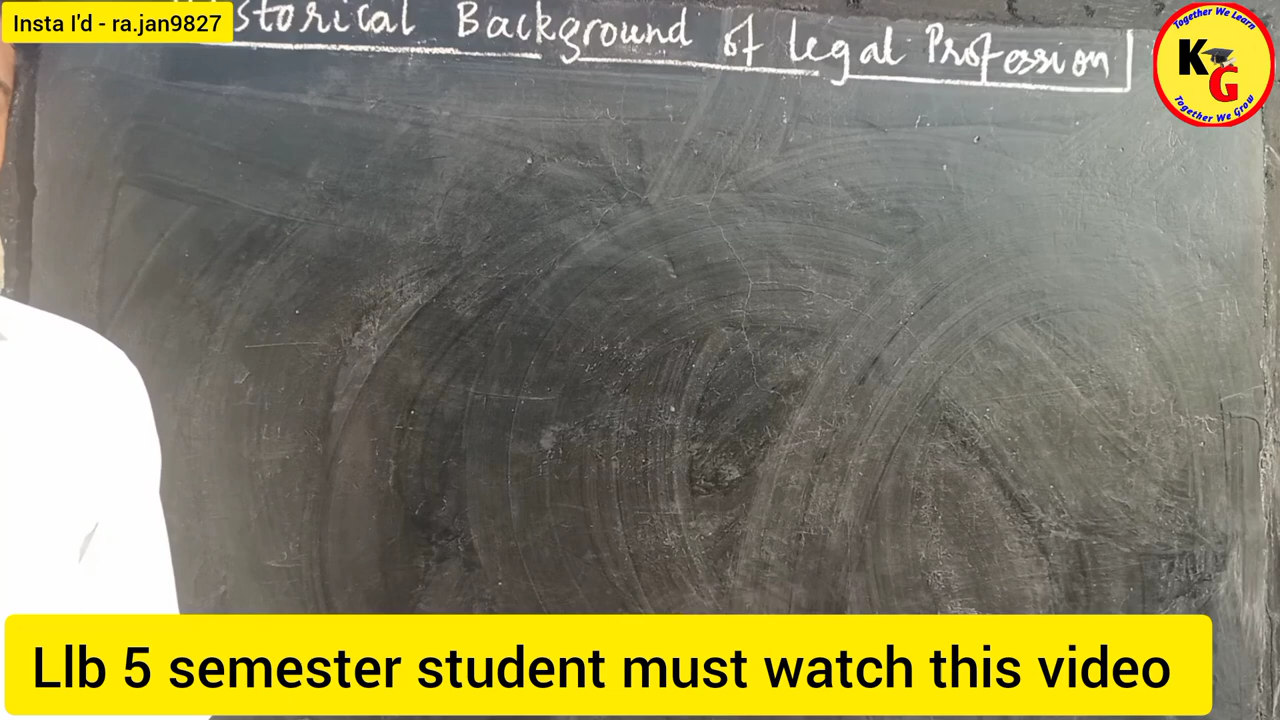 Insta I'd - ra.jan9827
storical Background of legal Profession
Together We Learn
KG
Together We Grow
Llb 5 semester student must watch this video